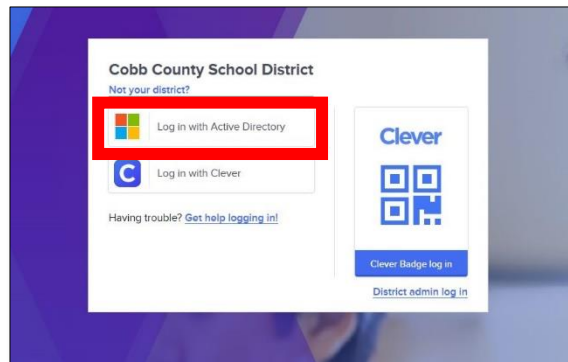 Cobb County School District
Not your district?
Log in with Active Directory
Log in with Clever
Having trouble? Get help logging in!
Clever
Clever Badge log in
District admin log in